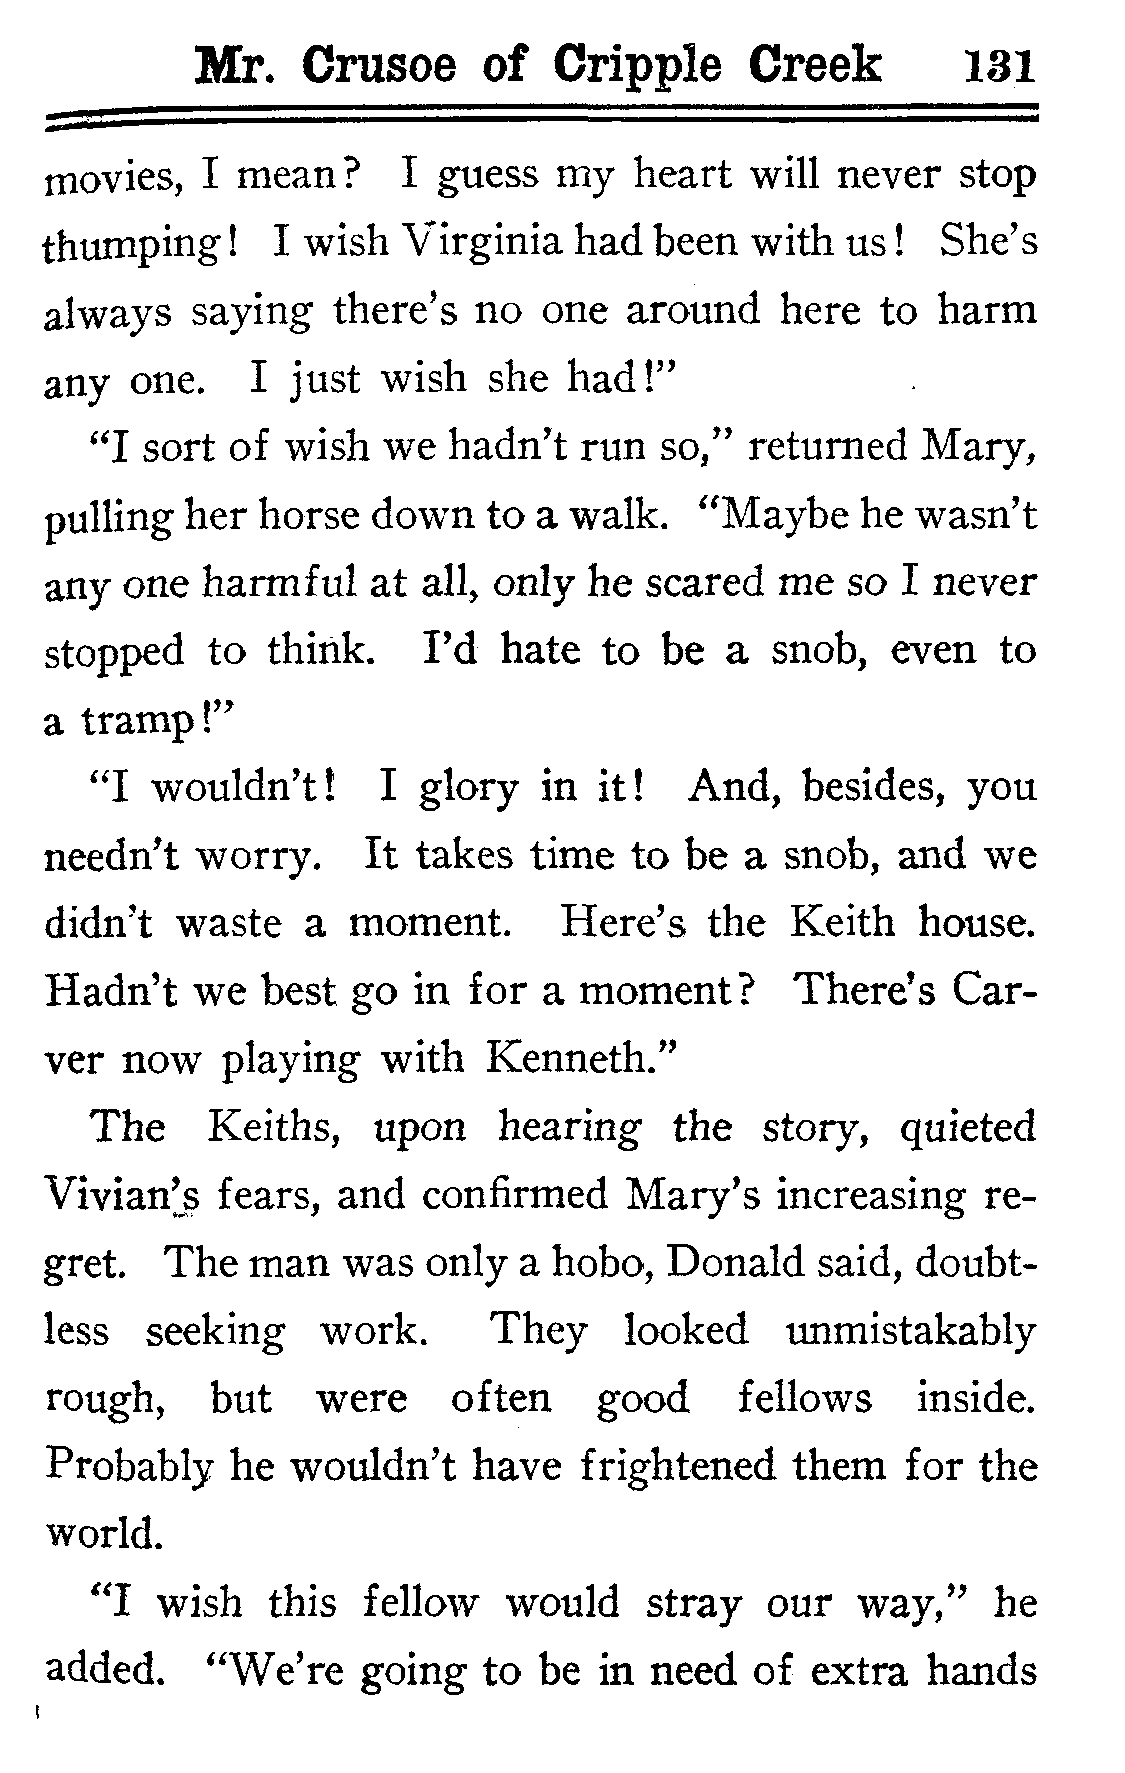 Mr. Crusoe of Cripple Creek 131
movies, I mean? I guess my heart will never stop
thumping! I wish Virginia had been with us! She's
always saying there's no one around here to harm
any one. I just wish she had!"
"I sort of wish we hadn't run so," returned Mary,
pulling her horse down to a walk. "Maybe he wasn't
any one harmful at all, only he scared me so I never
stopped to think. I'd hate to be a snob, even to
a tramp!"
"I wouldn't! I glory in it! And, besides, you
needn't worry. It takes time to be a snob, and we
didn't waste a moment. Here's the Keith house.
Hadn't we best go in for a moment? There's Car-
ver now playing with Kenneth."
The Keiths, upon hearing the story, quieted
Vivian's fears, and confirmed Mary's increasing re-
gret. The man was only a hobo, Donald said, doubt-
less seeking work. They looked unmistakably
rough, but were often good fellows inside.
Probably he wouldn't have frightened them for the
world.
"I wish this fellow would stray our way," he
added. "We're going to be in need of extra hands